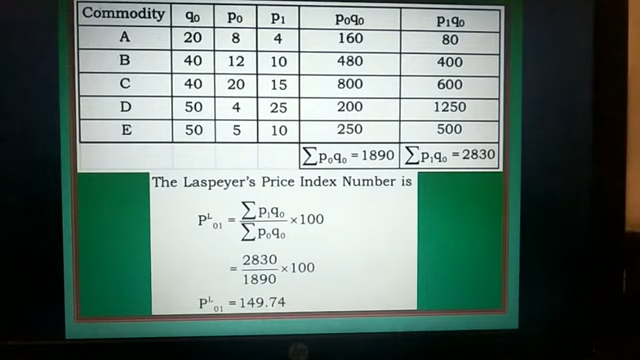 Commodity q₀ p₀ p₁ p₀q₀ p₁q₀
A 20 8 4 160 80
B 40 12 10 480 400
C 40 20 15 800 600
D 50 4 25 200 1250
E 50 5 10 250 500
∑p₀q₀ = 1890 ∑p₁q₀ = 2830
The Laspeyer's Price Index Number is
Pᴸ₀₁ = ∑p₁q₀ / ∑p₀q₀ × 100
= 2830 / 1890 × 100
Pᴸ₀₁ = 149.74